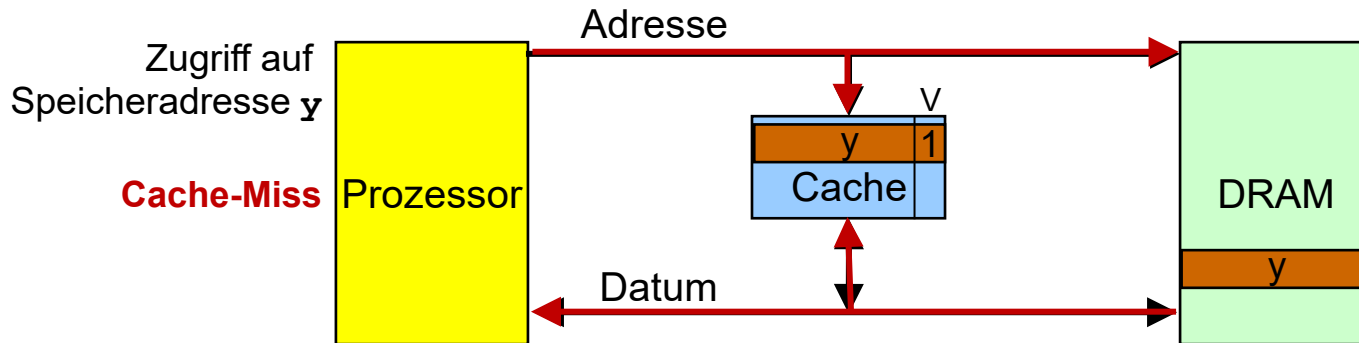 Adresse
Zugriff auf
Speicheradresse y
V
y 1
Cache-Miss
Prozessor
Cache
DRAM
y
Datum